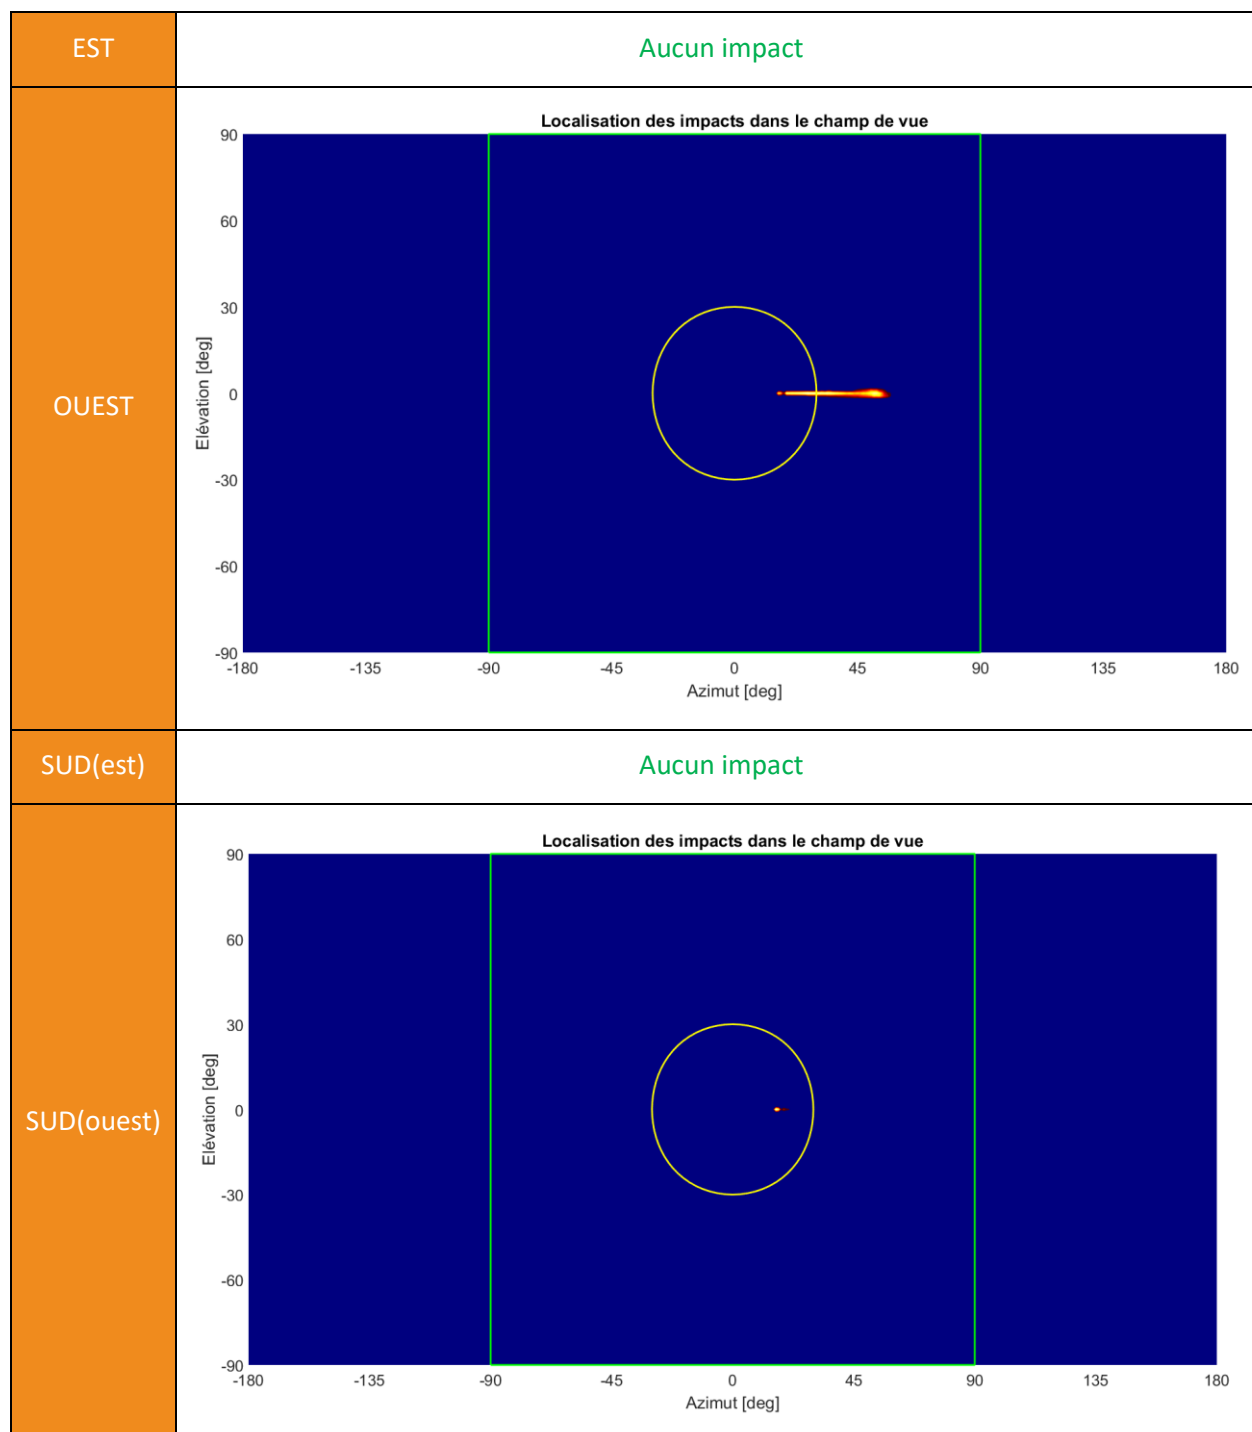 EST
Aucun impact
OUEST
Localisation des impacts dans le champ de vue
90
60
30
0
-30
-60
-90
Elévation [deg]
-180 -135 -90 -45 0 45 90 135 180
Azimut [deg]
SUD(est)
Aucun impact
SUD(ouest)
Localisation des impacts dans le champ de vue
90
60
30
0
-30
-60
-90
Elévation [deg]
-180 -135 -90 -45 0 45 90 135 180
Azimut [deg]